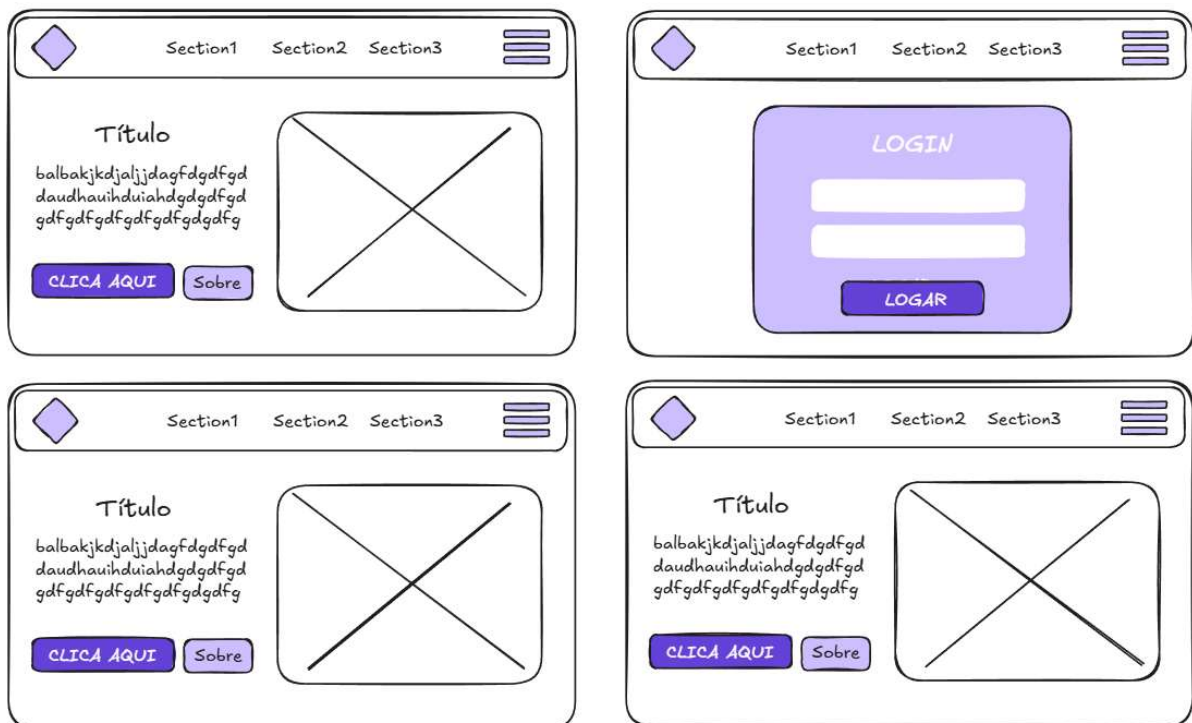 Section1 Section2 Section3
Título
balbakjkdjaljjdagfdgdfgd
daudhauihduiahdgdgdfgd
gdfgdfgdfgdfgdfgdgdfg
CLICA AQUI Sobre
Section1 Section2 Section3
LOGIN
LOGAR
Section1 Section2 Section3
Título
balbakjkdjaljjdagfdgdfgd
daudhauihduiahdgdgdfgd
gdfgdfgdfgdfgdfgdgdfg
CLICA AQUI Sobre
Section1 Section2 Section3
Título
balbakjkdjaljjdagfdgdfgd
daudhauihduiahdgdgdfgd
gdfgdfgdfgdfgdfgdgdfg
CLICA AQUI Sobre